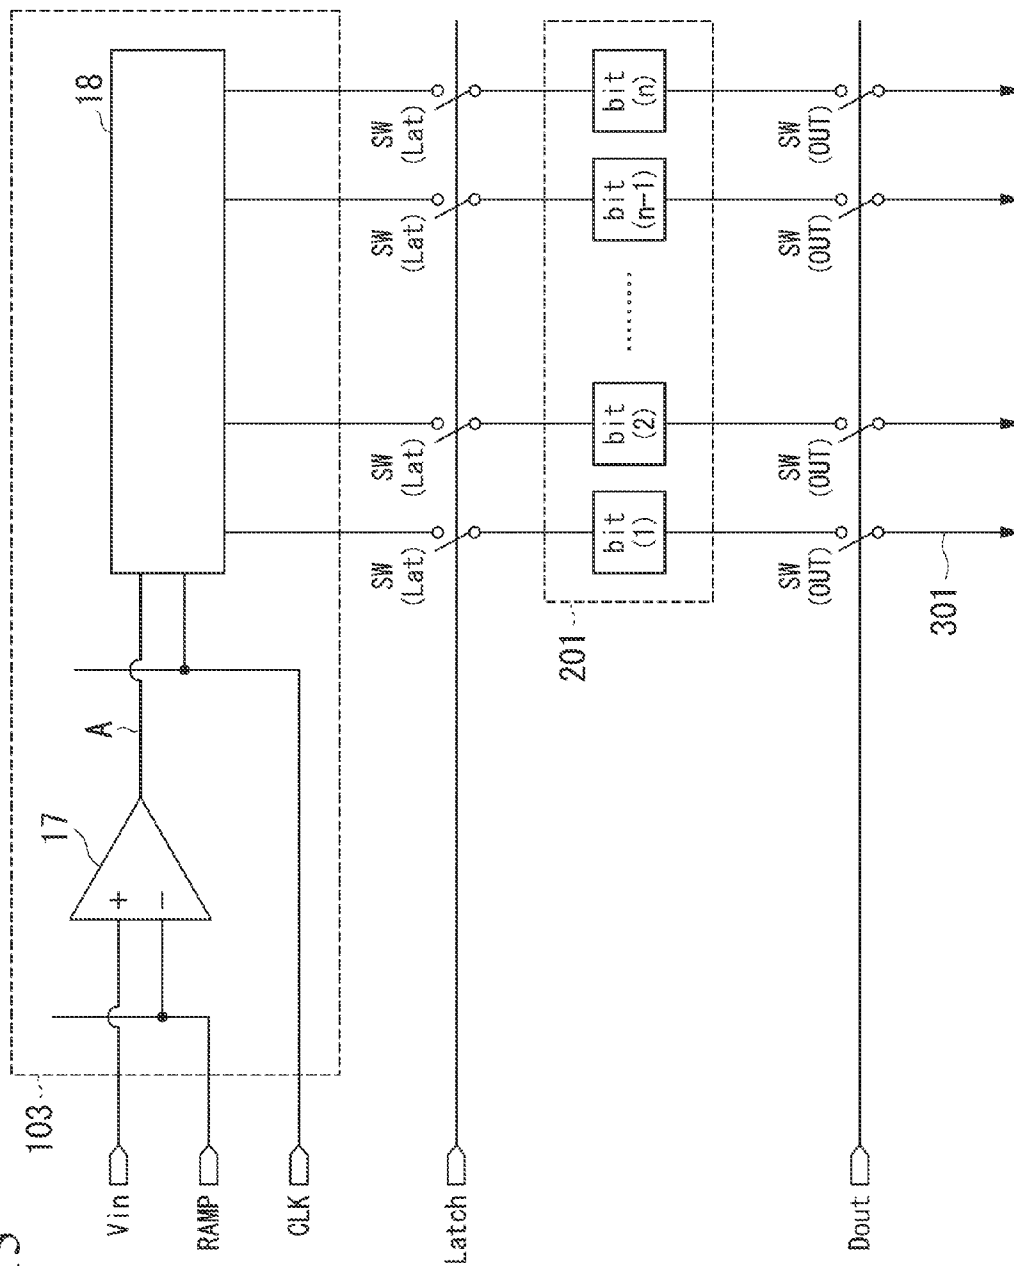 103
Vin
RAMP
CLK
17
+
−
A
18
SW
(Lat)
SW
(Lat)
SW
(Lat)
SW
(Lat)
Latch
201
bit
(1)
bit
(2)
........
bit
(n-1)
bit
(n)
SW
(OUT)
SW
(OUT)
SW
(OUT)
SW
(OUT)
Dout
301